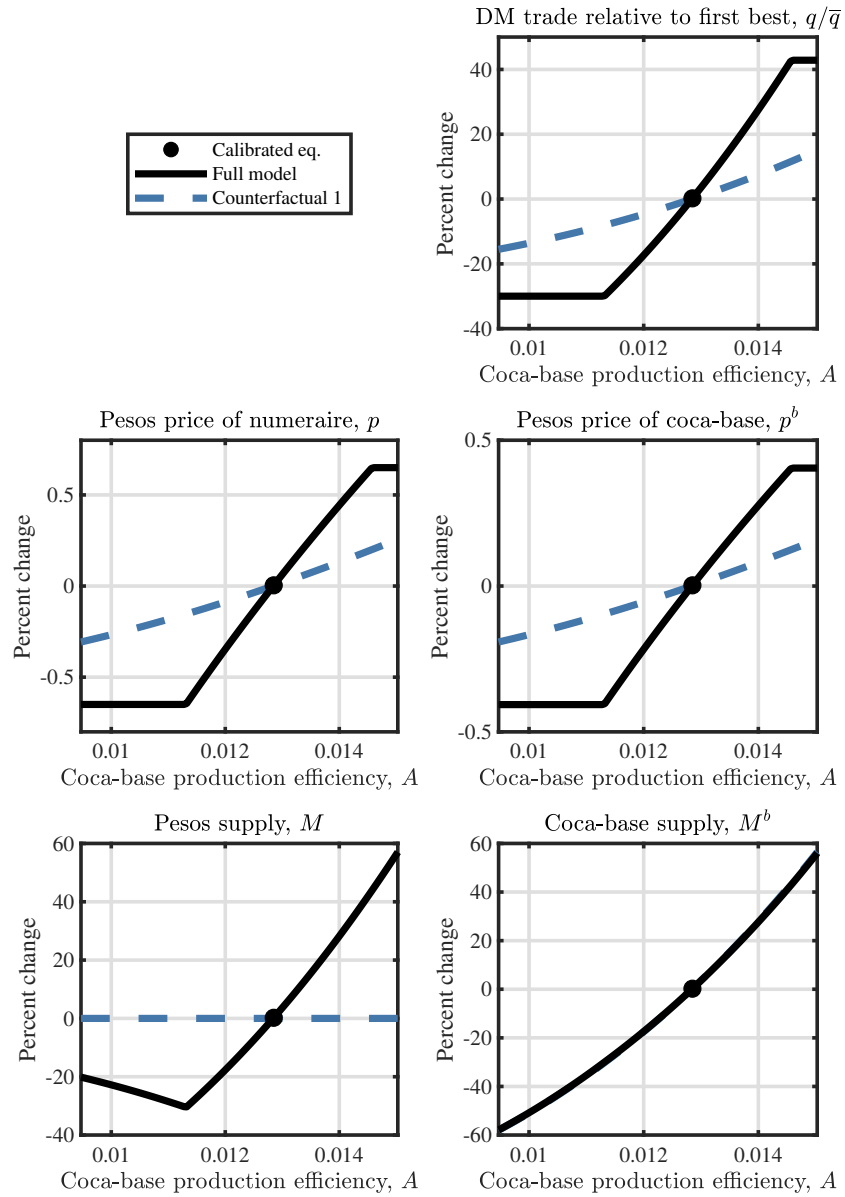 DM trade relative to first best, q/q̅
Calibrated eq.
Full model
Counterfactual 1
Percent change
40
20
0
-20
-40
0.01 0.012 0.014
Coca-base production efficiency, A
Pesos price of numeraire, p
Percent change
0.5
0
-0.5
0.01 0.012 0.014
Coca-base production efficiency, A
Pesos price of coca-base, p^b
Percent change
0.5
0
-0.5
0.01 0.012 0.014
Coca-base production efficiency, A
Pesos supply, M
Percent change
60
40
20
0
-20
-40
0.01 0.012 0.014
Coca-base production efficiency, A
Coca-base supply, M^b
Percent change
60
40
20
0
-20
-40
-60
0.01 0.012 0.014
Coca-base production efficiency, A